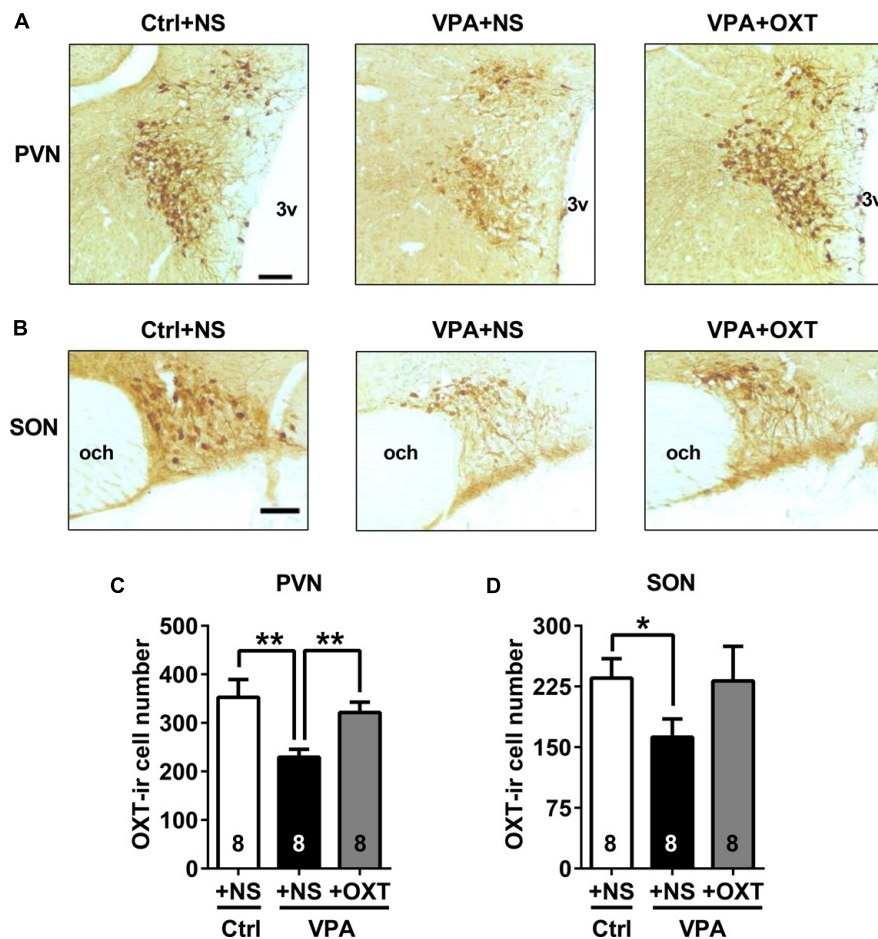 A
Ctrl+NS VPA+NS VPA+OXT
PVN
3v 3v 3v
B
Ctrl+NS VPA+NS VPA+OXT
SON
och och och
C PVN
OXT-ir cell number
500
400
300
200
100
0
** **
8 8 8
+NS +NS +OXT
Ctrl VPA
D SON
OXT-ir cell number
300
225
150
75
0
*
8 8 8
+NS +NS +OXT
Ctrl VPA